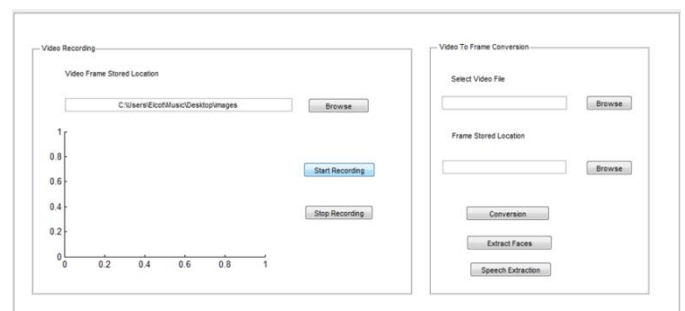 Video Recording
Video Frame Stored Location
C:\Users\Elcot\Music\Desktop\images
Browse
1
0.8
0.6
0.4
0.2
0
0 0.2 0.4 0.6 0.8 1
Start Recording
Stop Recording
Video To Frame Conversion
Select Video File
Browse
Frame Stored Location
Browse
Conversion
Extract Faces
Speech Extraction